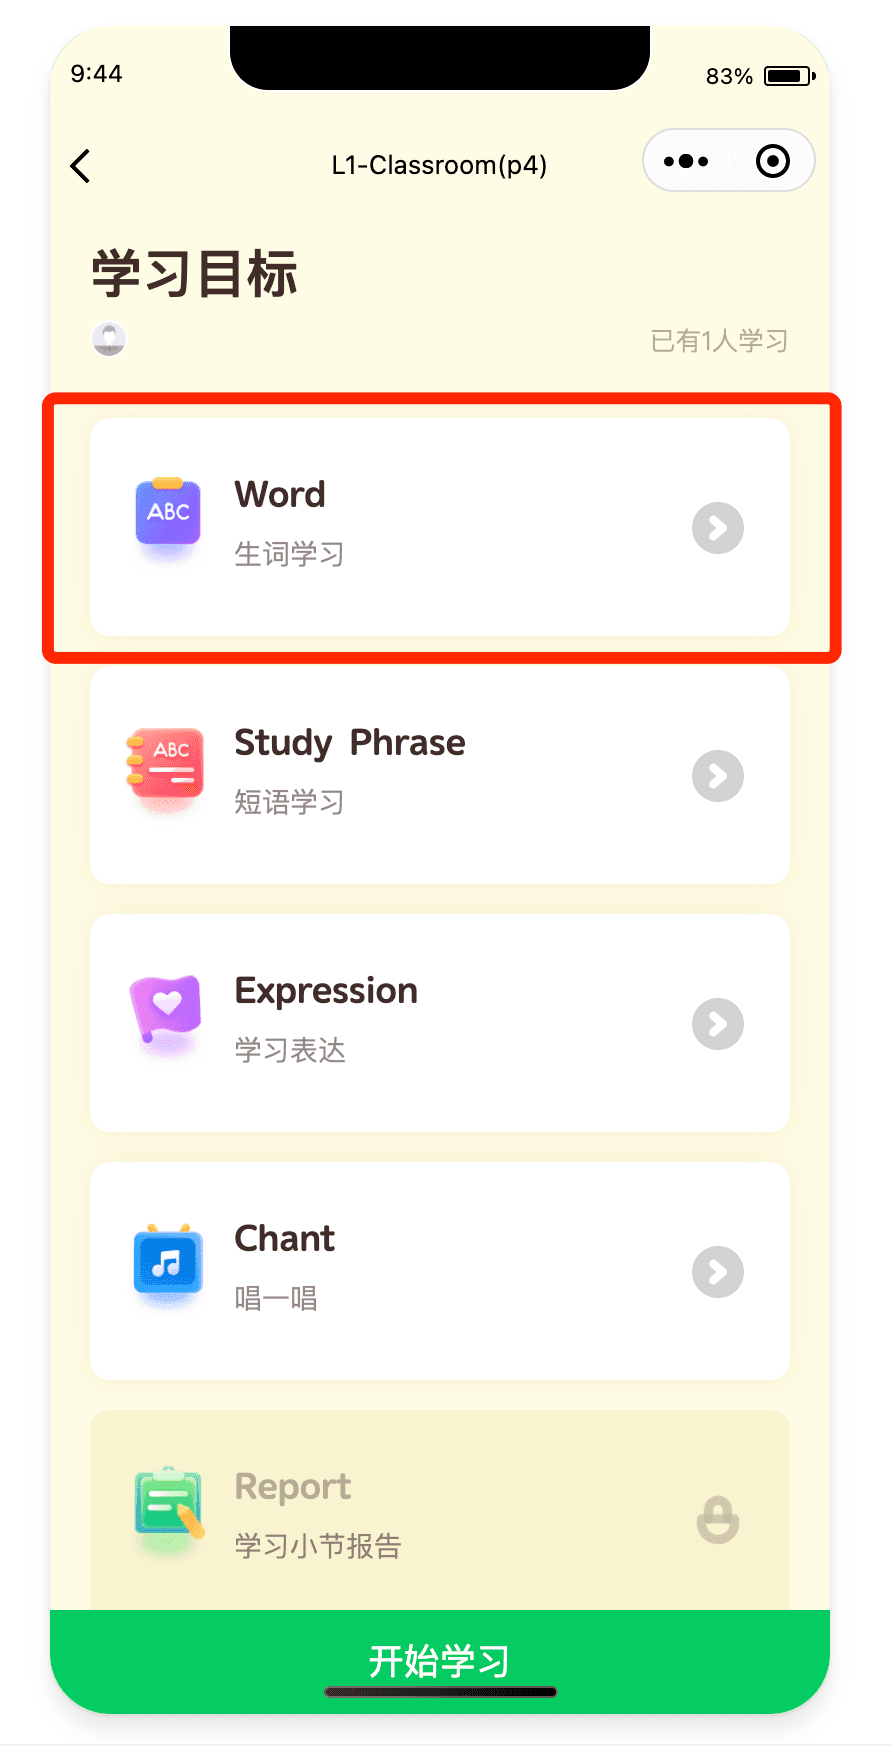 9:44
83%
L1-Classroom(p4)
学习目标
已有1人学习
ABC
Word
生词学习
ABC
Study Phrase
短语学习
Expression
学习表达
Chant
唱一唱
Report
学习小节报告
开始学习